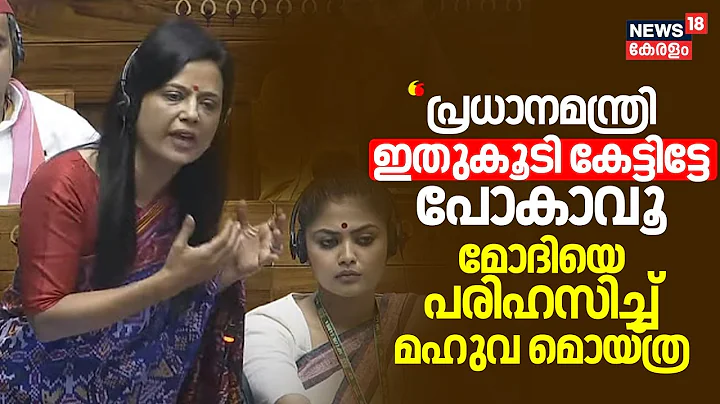 NEWS 18
കേരളം
‘ പ്രധാനമന്ത്രി
ഇതുകൂടി കേട്ടിട്ടേ
പോകാവൂ
മോദിയെ
പരിഹസിച്ച്
മഹുവ മൊയ്ത്ര